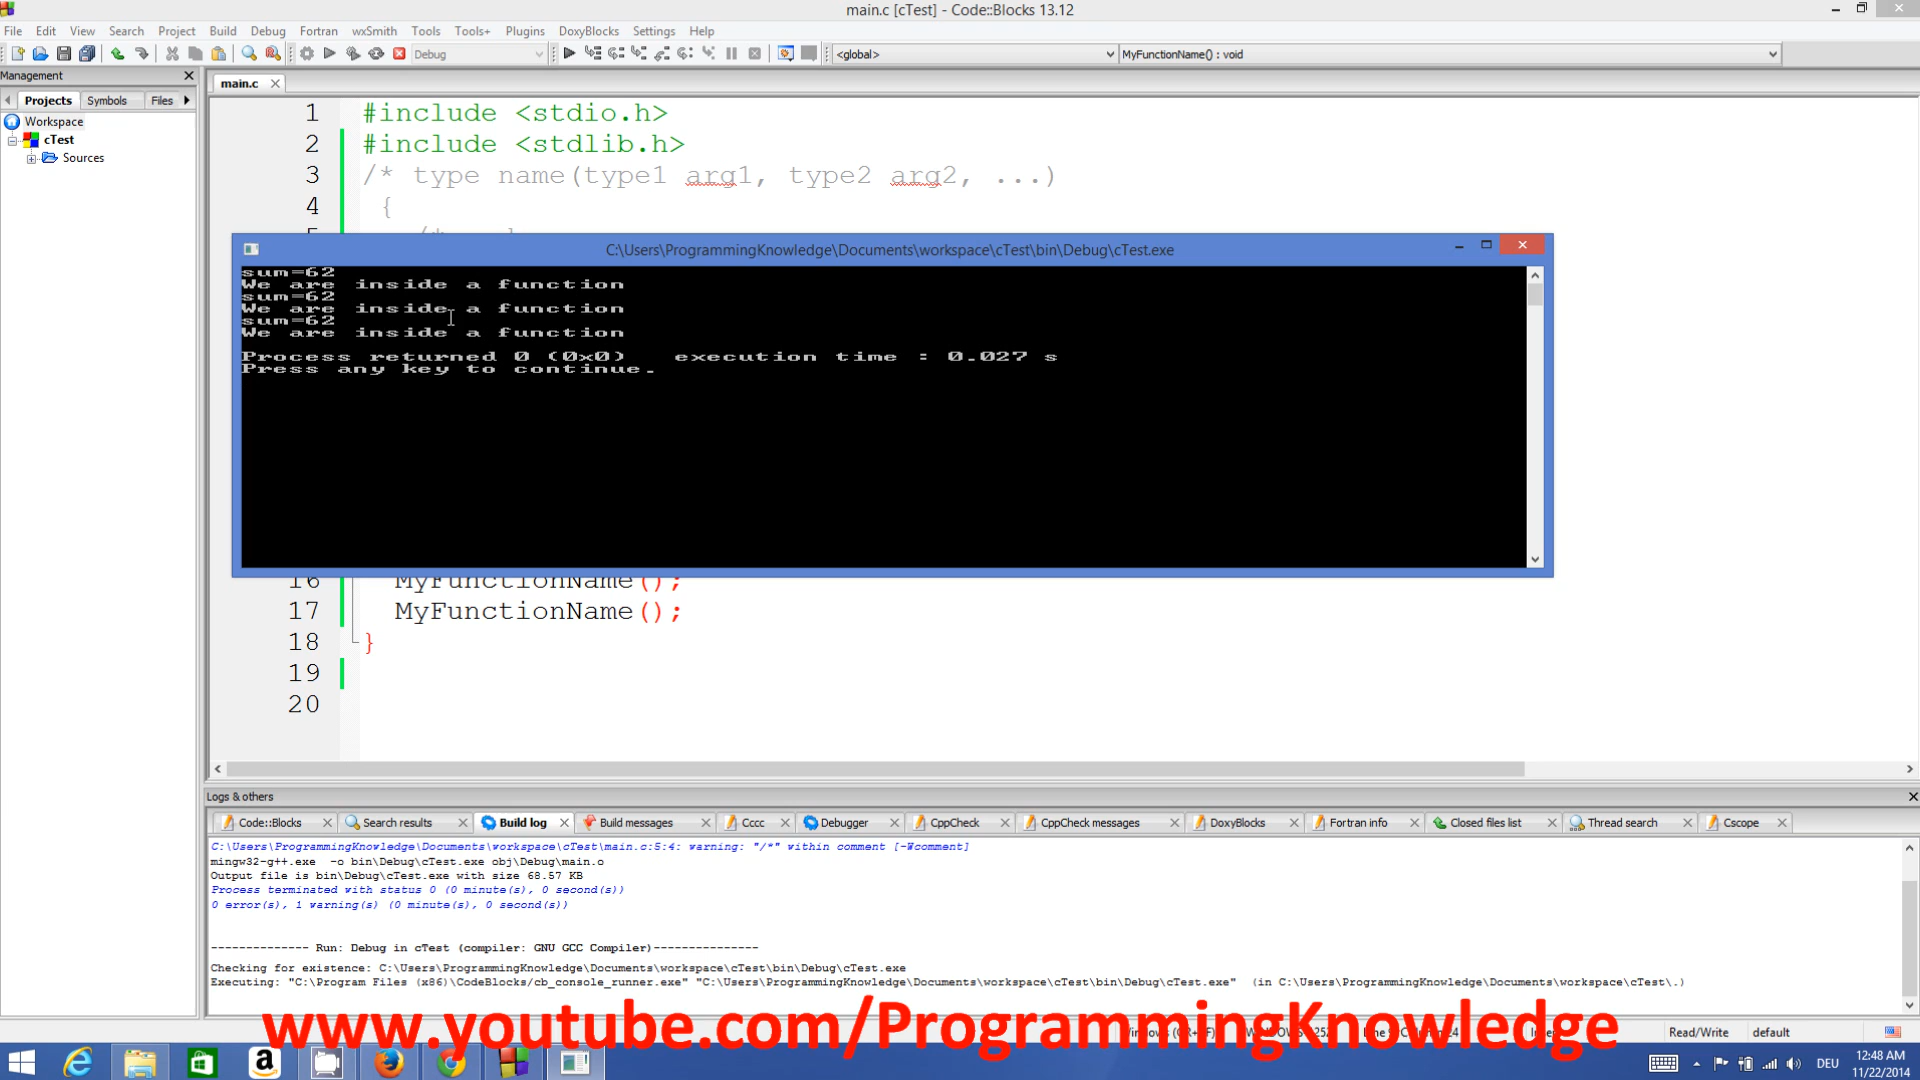 main.c [cTest] - Code::Blocks 13.12
File Edit View Search Project Build Debug Fortran wxSmith Tools Tools+ Plugins DoxyBlocks Settings Help
Debug <global> MyFunctionName() : void
Management
main.c
Projects Symbols Files
Workspace
cTest
Sources
1 #include <stdio.h>
2 #include <stdlib.h>
3 /* type name(type1 arg1, type2 arg2, ...)
4 {
C:\Users\ProgrammingKnowledge\Documents\workspace\cTest\bin\Debug\cTest.exe
sum=62
We are inside a function
sum=62
We are inside a function
sum=62
We are inside a function
Process returned 0 (0x0) execution time : 0.027 s
Press any key to continue.
16 MyFunctionName();
17 MyFunctionName();
18 }
19
20
Logs & others
Code::Blocks Search results Build log Build messages Cccc Debugger CppCheck CppCheck messages DoxyBlocks Fortran info Closed files list Thread search Cscope
C:\Users\ProgrammingKnowledge\Documents\workspace\cTest\main.c:5:4: warning: "/*" within comment [-Wcomment]
mingw32-g++.exe -o bin\Debug\cTest.exe obj\Debug\main.o
Output file is bin\Debug\cTest.exe with size 68.57 KB
Process terminated with status 0 (0 minute(s), 0 second(s))
0 error(s), 1 warning(s) (0 minute(s), 0 second(s))
-------------- Run: Debug in cTest (compiler: GNU GCC Compiler)---------------
Checking for existence: C:\Users\ProgrammingKnowledge\Documents\workspace\cTest\bin\Debug\cTest.exe
Executing: "C:\Program Files (x86)\CodeBlocks/cb_console_runner.exe" "C:\Users\ProgrammingKnowledge\Documents\workspace\cTest\bin\Debug\cTest.exe" (in C:\Users\ProgrammingKnowledge\Documents\workspace\cTest\.)
www.youtube.com/ProgrammingKnowledge
Read/Write default
DEU
12:48 AM
11/22/2014